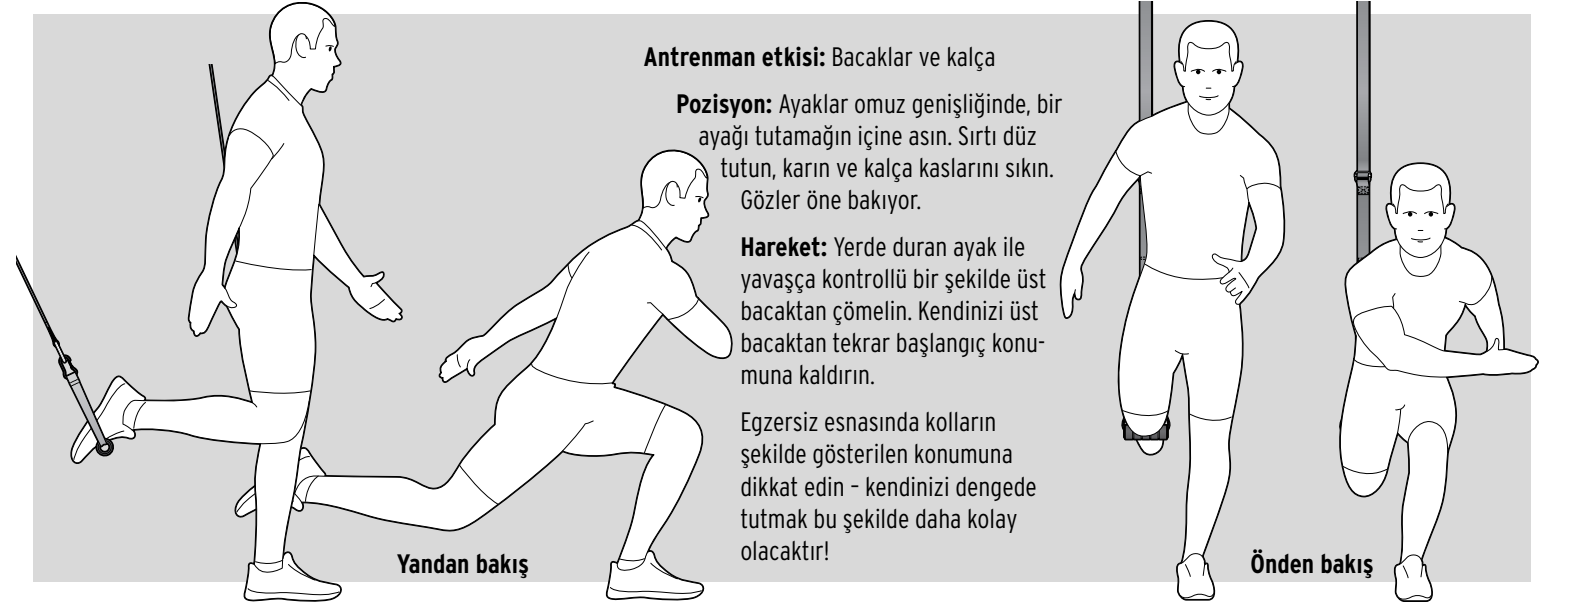 Antrenman etkisi: Bacaklar ve kalça
Pozisyon: Ayaklar omuz genişliğinde, bir
ayağı tutamağın içine asın. Sırtı düz
tutun, karın ve kalça kaslarını sıkın.
Gözler öne bakıyor.
Hareket: Yerde duran ayak ile
yavaşça kontrollü bir şekilde üst
bacaktan çömelin. Kendinizi üst
bacaktan tekrar başlangıç konu-
muna kaldırın.
Egzersiz esnasında kolların
şekilde gösterilen konumuna
dikkat edin – kendinizi dengede
tutmak bu şekilde daha kolay
olacaktır!
Yandan bakış
Önden bakış